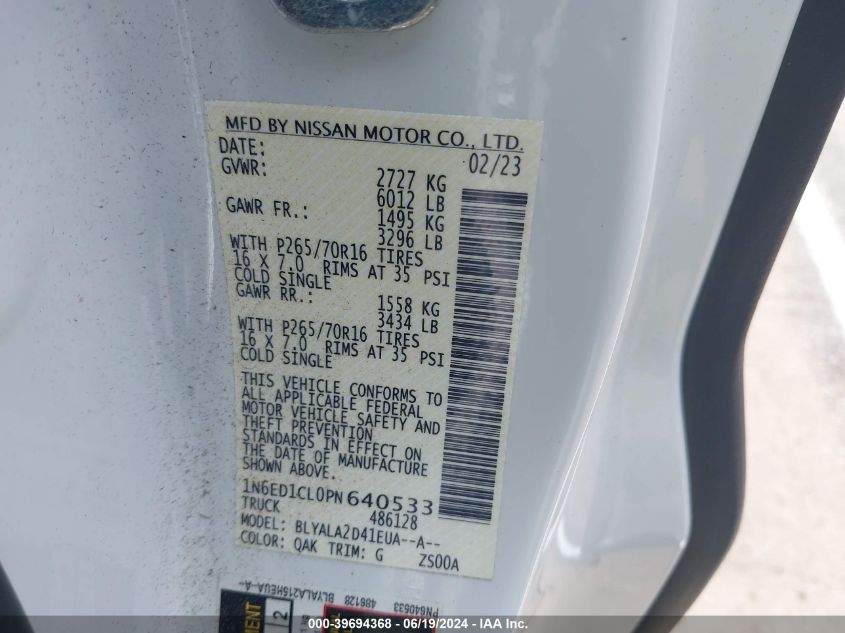 MFD BY NISSAN MOTOR CO., LTD.
DATE: 02/23
GVWR: 2727 KG
6012 LB
GAWR FR.: 1495 KG
3296 LB
WITH P265/70R16 TIRES
16 X 7.0 RIMS AT 35 PSI
COLD SINGLE
GAWR RR.: 1558 KG
3434 LB
WITH P265/70R16 TIRES
16 X 7.0 RIMS AT 35 PSI
COLD SINGLE
THIS VEHICLE CONFORMS TO
ALL APPLICABLE FEDERAL
MOTOR VEHICLE SAFETY AND
THEFT PREVENTION
STANDARDS IN EFFECT ON
THE DATE OF MANUFACTURE
SHOWN ABOVE.
1N6ED1CL0PN640533
TRUCK 486128
MODEL: BLYALA2D41EUA--A--
COLOR: QAK TRIM: G ZS00A
PN640533 486128 BLYALA21SHEUA-A-
2
000-39694368 - 06/19/2024 - IAA Inc.